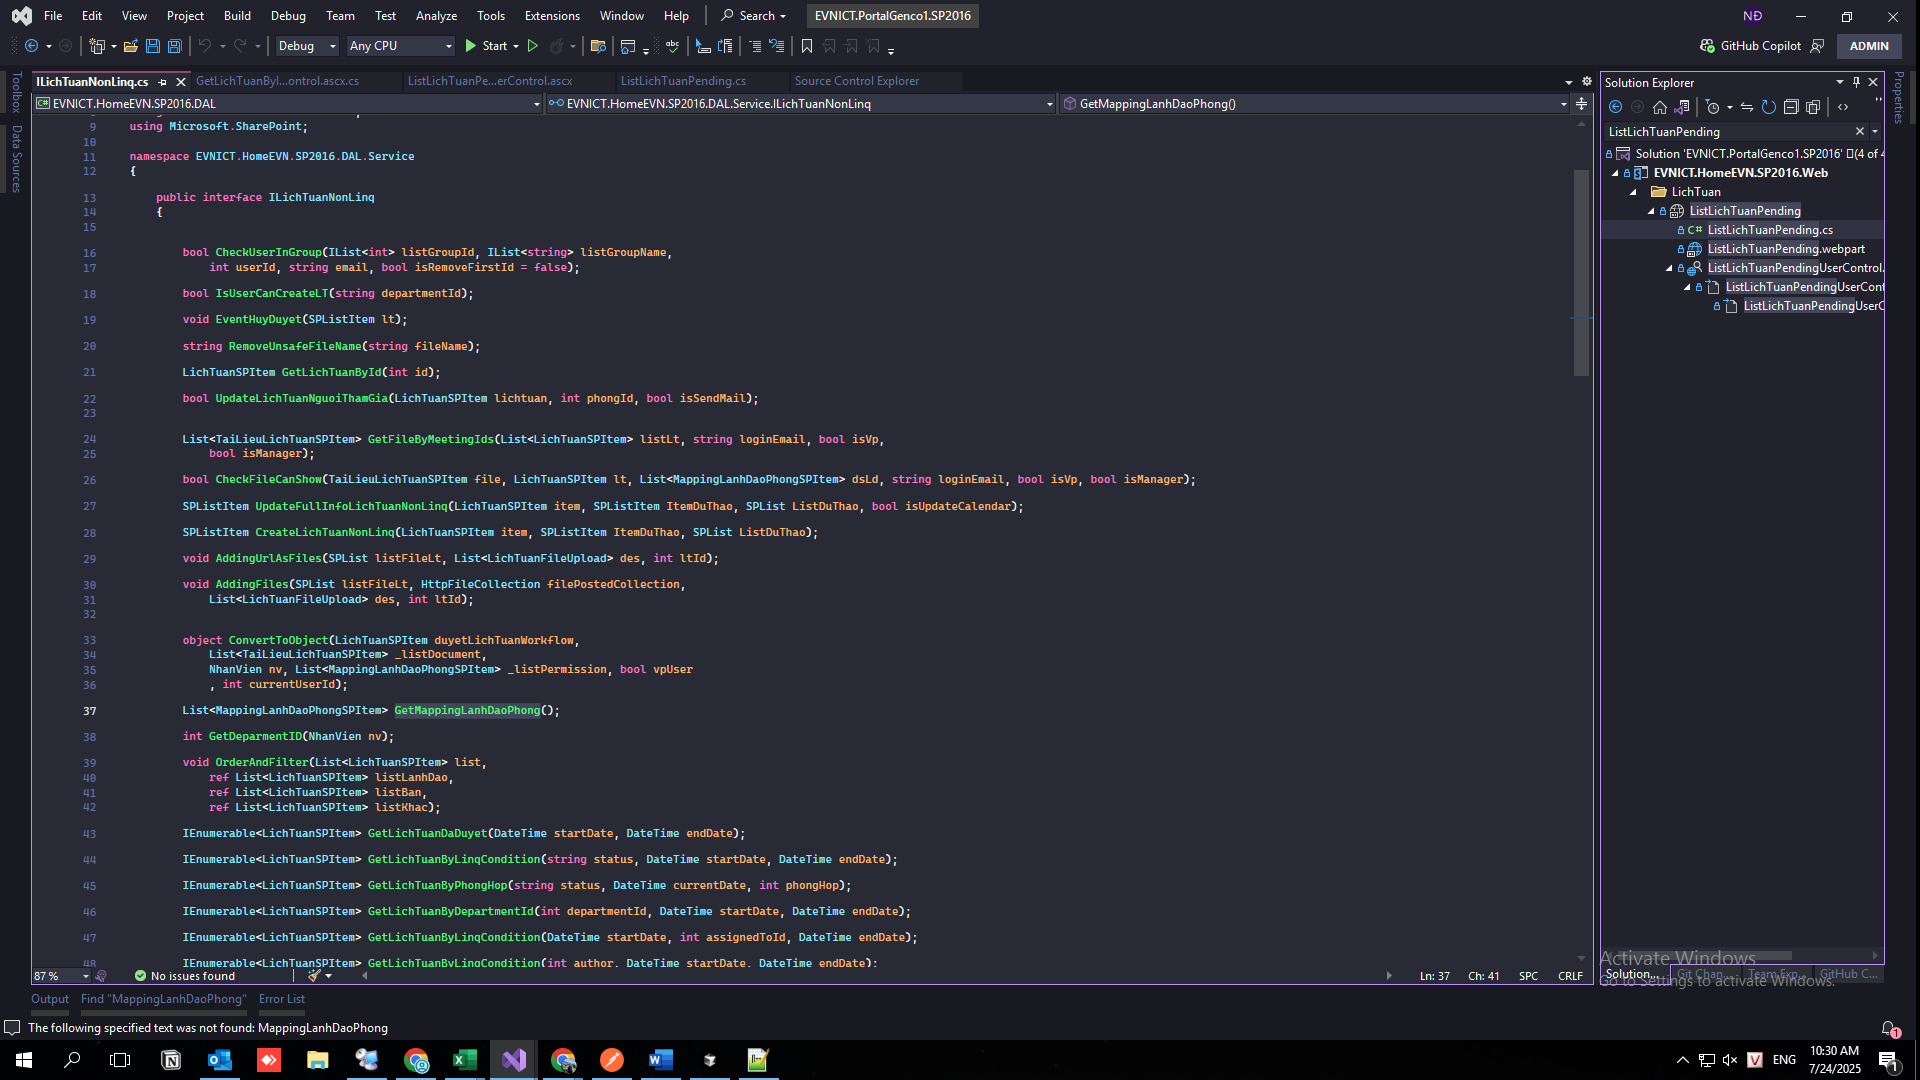 File Edit View Project Build Debug Team Test Analyze Tools Extensions Window Help Search EVNICT.PortalGenco1.SP2016 NĐ
Debug Any CPU Start GitHub Copilot ADMIN
ILichTuanNonLinq.cs GetLichTuanByI...ontrol.ascx.cs ListLichTuanPe...erControl.ascx ListLichTuanPending.cs Source Control Explorer
EVNICT.HomeEVN.SP2016.DAL EVNICT.HomeEVN.SP2016.DAL.Service.ILichTuanNonLinq GetMappingLanhDaoPhong()
Toolbox
Data Sources
9 using Microsoft.SharePoint;
10
11 namespace EVNICT.HomeEVN.SP2016.DAL.Service
12 {
13 public interface ILichTuanNonLinq
14 {
15
16 bool CheckUserInGroup(IList<int> listGroupId, IList<string> listGroupName,
17 int userId, string email, bool isRemoveFirstId = false);
18 bool IsUserCanCreateLT(string departmentId);
19 void EventHuyDuyet(SPListItem lt);
20 string RemoveUnsafeFileName(string fileName);
21 LichTuanSPItem GetLichTuanById(int id);
22 bool UpdateLichTuanNguoiThamGia(LichTuanSPItem lichtuan, int phongId, bool isSendMail);
23
24 List<TaiLieuLichTuanSPItem> GetFileByMeetingIds(List<LichTuanSPItem> listLt, string loginEmail, bool isVp,
25 bool isManager);
26 bool CheckFileCanShow(TaiLieuLichTuanSPItem file, LichTuanSPItem lt, List<MappingLanhDaoPhongSPItem> dsLd, string loginEmail, bool isVp, bool isManager);
27 SPListItem UpdateFullInfoLichTuanNonLinq(LichTuanSPItem item, SPListItem ItemDuThao, SPList ListDuThao, bool isUpdateCalendar);
28 SPListItem CreateLichTuanNonLinq(LichTuanSPItem item, SPListItem ItemDuThao, SPList ListDuThao);
29 void AddingUrlAsFiles(SPList listFileLt, List<LichTuanFileUpload> des, int ltId);
30 void AddingFiles(SPList listFileLt, HttpFileCollection filePostedCollection,
31 List<LichTuanFileUpload> des, int ltId);
32
33 object ConvertToObject(LichTuanSPItem duyetLichTuanWorkflow,
34 List<TaiLieuLichTuanSPItem> _listDocument,
35 NhanVien nv, List<MappingLanhDaoPhongSPItem> _listPermission, bool vpUser
36 , int currentUserId);
37 List<MappingLanhDaoPhongSPItem> GetMappingLanhDaoPhong();
38 int GetDeparmentID(NhanVien nv);
39 void OrderAndFilter(List<LichTuanSPItem> list,
40 ref List<LichTuanSPItem> listLanhDao,
41 ref List<LichTuanSPItem> listBan,
42 ref List<LichTuanSPItem> listKhac);
43 IEnumerable<LichTuanSPItem> GetLichTuanDaDuyet(DateTime startDate, DateTime endDate);
44 IEnumerable<LichTuanSPItem> GetLichTuanByLinqCondition(string status, DateTime startDate, DateTime endDate);
45 IEnumerable<LichTuanSPItem> GetLichTuanByPhongHop(string status, DateTime currentDate, int phongHop);
46 IEnumerable<LichTuanSPItem> GetLichTuanByDepartmentId(int departmentId, DateTime startDate, DateTime endDate);
47 IEnumerable<LichTuanSPItem> GetLichTuanByLinqCondition(DateTime startDate, int assignedToId, DateTime endDate);
48 IEnumerable<LichTuanSPItem> GetLichTuanByLinqCondition(int author, DateTime startDate, DateTime endDate);
87 % No issues found Ln: 37 Ch: 41 SPC CRLF
Solution Explorer
ListLichTuanPending
Solution 'EVNICT.PortalGenco1.SP2016' (4 of 4
EVNICT.HomeEVN.SP2016.Web
LichTuan
ListLichTuanPending
ListLichTuanPending.cs
ListLichTuanPending.webpart
ListLichTuanPendingUserControl.
ListLichTuanPendingUserCont
ListLichTuanPendingUserC
Properties
Activate Windows
Solution... Git Chan... Team Exp... GitHub C...
Go to Settings to activate Windows.
Output Find "MappingLanhDaoPhong" Error List
The following specified text was not found: MappingLanhDaoPhong
1
ENG
10:30 AM
7/24/2025
1